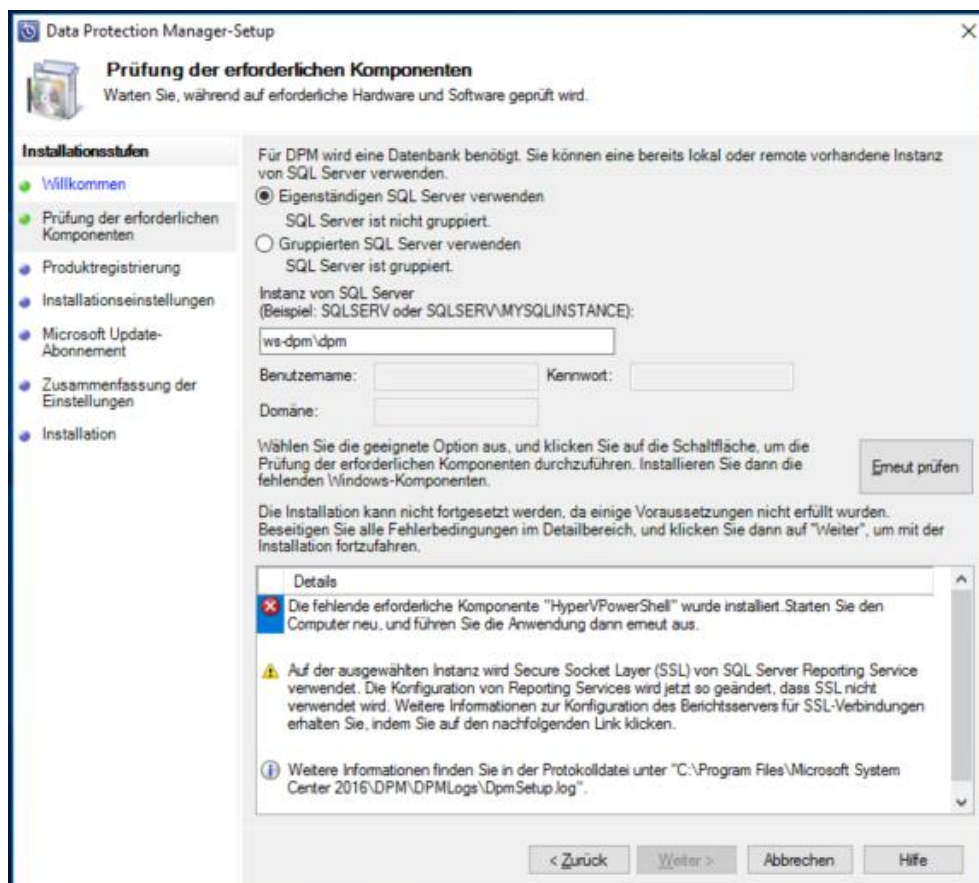 Data Protection Manager-Setup
Prüfung der erforderlichen Komponenten
Warten Sie, während auf erforderliche Hardware und Software geprüft wird.
Installationsstufen
Willkommen
Prüfung der erforderlichen
Komponenten
Produktregistrierung
Installationseinstellungen
Microsoft Update-
Abonnement
Zusammenfassung der
Einstellungen
Installation
Für DPM wird eine Datenbank benötigt. Sie können eine bereits lokal oder remote vorhandene Instanz
von SQL Server verwenden.
Eigenständigen SQL Server verwenden
SQL Server ist nicht gruppiert.
Gruppierten SQL Server verwenden
SQL Server ist gruppiert.
Instanz von SQL Server
(Beispiel: SQLSERV oder SQLSERV\MYSQLINSTANCE):
ws-dpm\dpm
Benutzername:
Kennwort:
Domäne:
Wählen Sie die geeignete Option aus, und klicken Sie auf die Schaltfläche, um die
Prüfung der erforderlichen Komponenten durchzuführen. Installieren Sie dann die
fehlenden Windows-Komponenten.
Erneut prüfen
Die Installation kann nicht fortgesetzt werden, da einige Voraussetzungen nicht erfüllt wurden.
Beseitigen Sie alle Fehlerbedingungen im Detailbereich, und klicken Sie dann auf "Weiter", um mit der
Installation fortzufahren.
Details
Die fehlende erforderliche Komponente "HyperVPowerShell" wurde installiert.Starten Sie den
Computer neu, und führen Sie die Anwendung dann erneut aus.
Auf der ausgewählten Instanz wird Secure Socket Layer (SSL) von SQL Server Reporting Service
verwendet. Die Konfiguration von Reporting Services wird jetzt so geändert, dass SSL nicht
verwendet wird. Weitere Informationen zur Konfiguration des Berichtsservers für SSL-Verbindungen
erhalten Sie, indem Sie auf den nachfolgenden Link klicken.
Weitere Informationen finden Sie in der Protokolldatei unter "C:\Program Files\Microsoft System
Center 2016\DPM\DPMLogs\DpmSetup.log".
< Zurück
Weiter >
Abbrechen
Hilfe